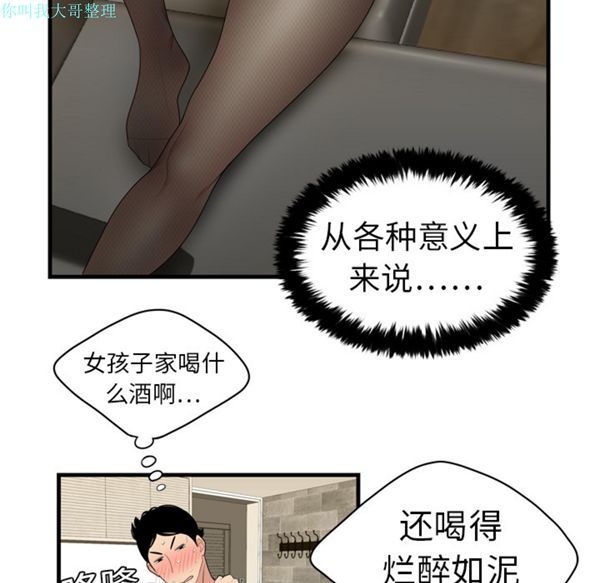 你叫我大哥整理
从各种意义上
来说......
女孩子家喝什
么酒啊...
还喝得
烂醉如泥